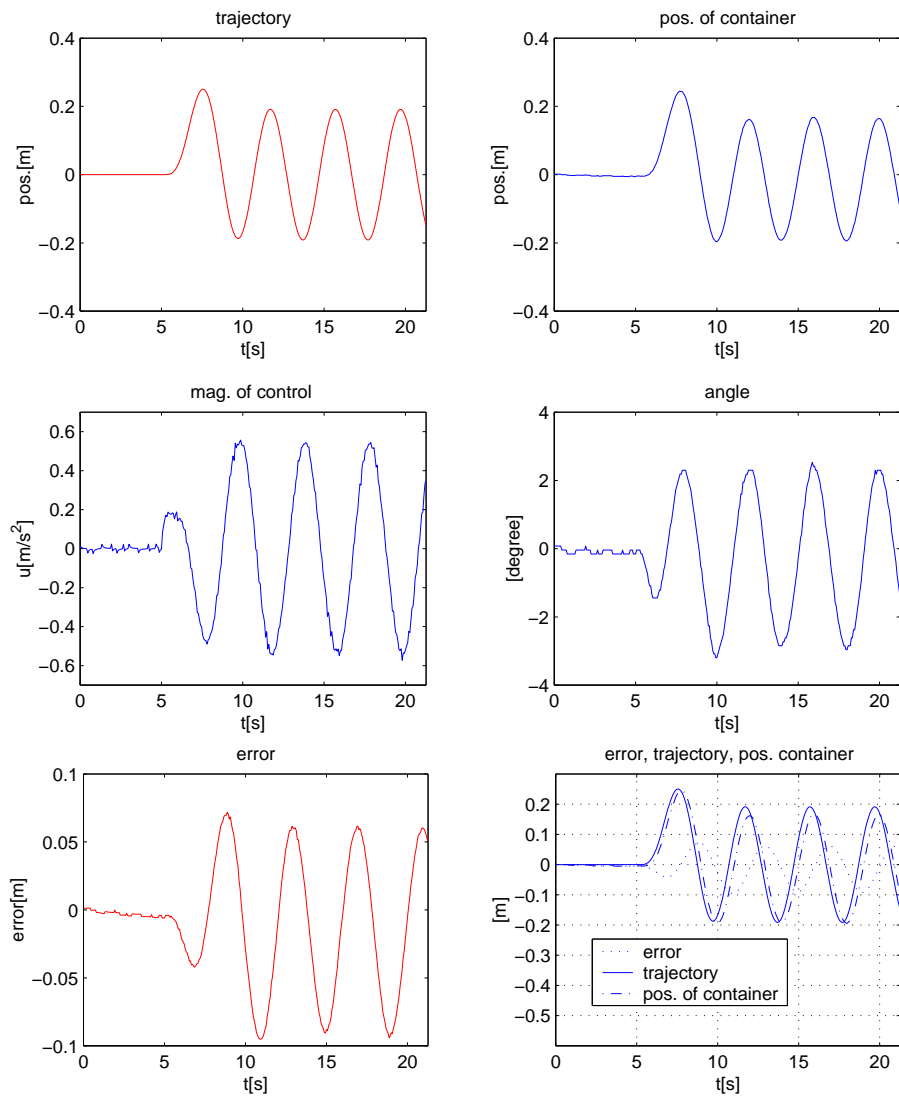 trajectory
pos. of container
0.4
0.2
0
−0.2
−0.4
pos.[m]
0 5 10 15 20
t[s]
0.4
0.2
0
−0.2
−0.4
pos.[m]
0 5 10 15 20
t[s]
mag. of control
angle
0.6
0.4
0.2
0
−0.2
−0.4
−0.6
u[m/s²]
0 5 10 15 20
t[s]
4
2
0
−2
−4
[degree]
0 5 10 15 20
t[s]
error
error, trajectory, pos. container
0.1
0.05
0
−0.05
−0.1
error[m]
0 5 10 15 20
t[s]
0.2
0.1
0
−0.1
−0.2
−0.3
−0.4
−0.5
[m]
error
trajectory
pos. of container
0 5 10 15 20
t[s]